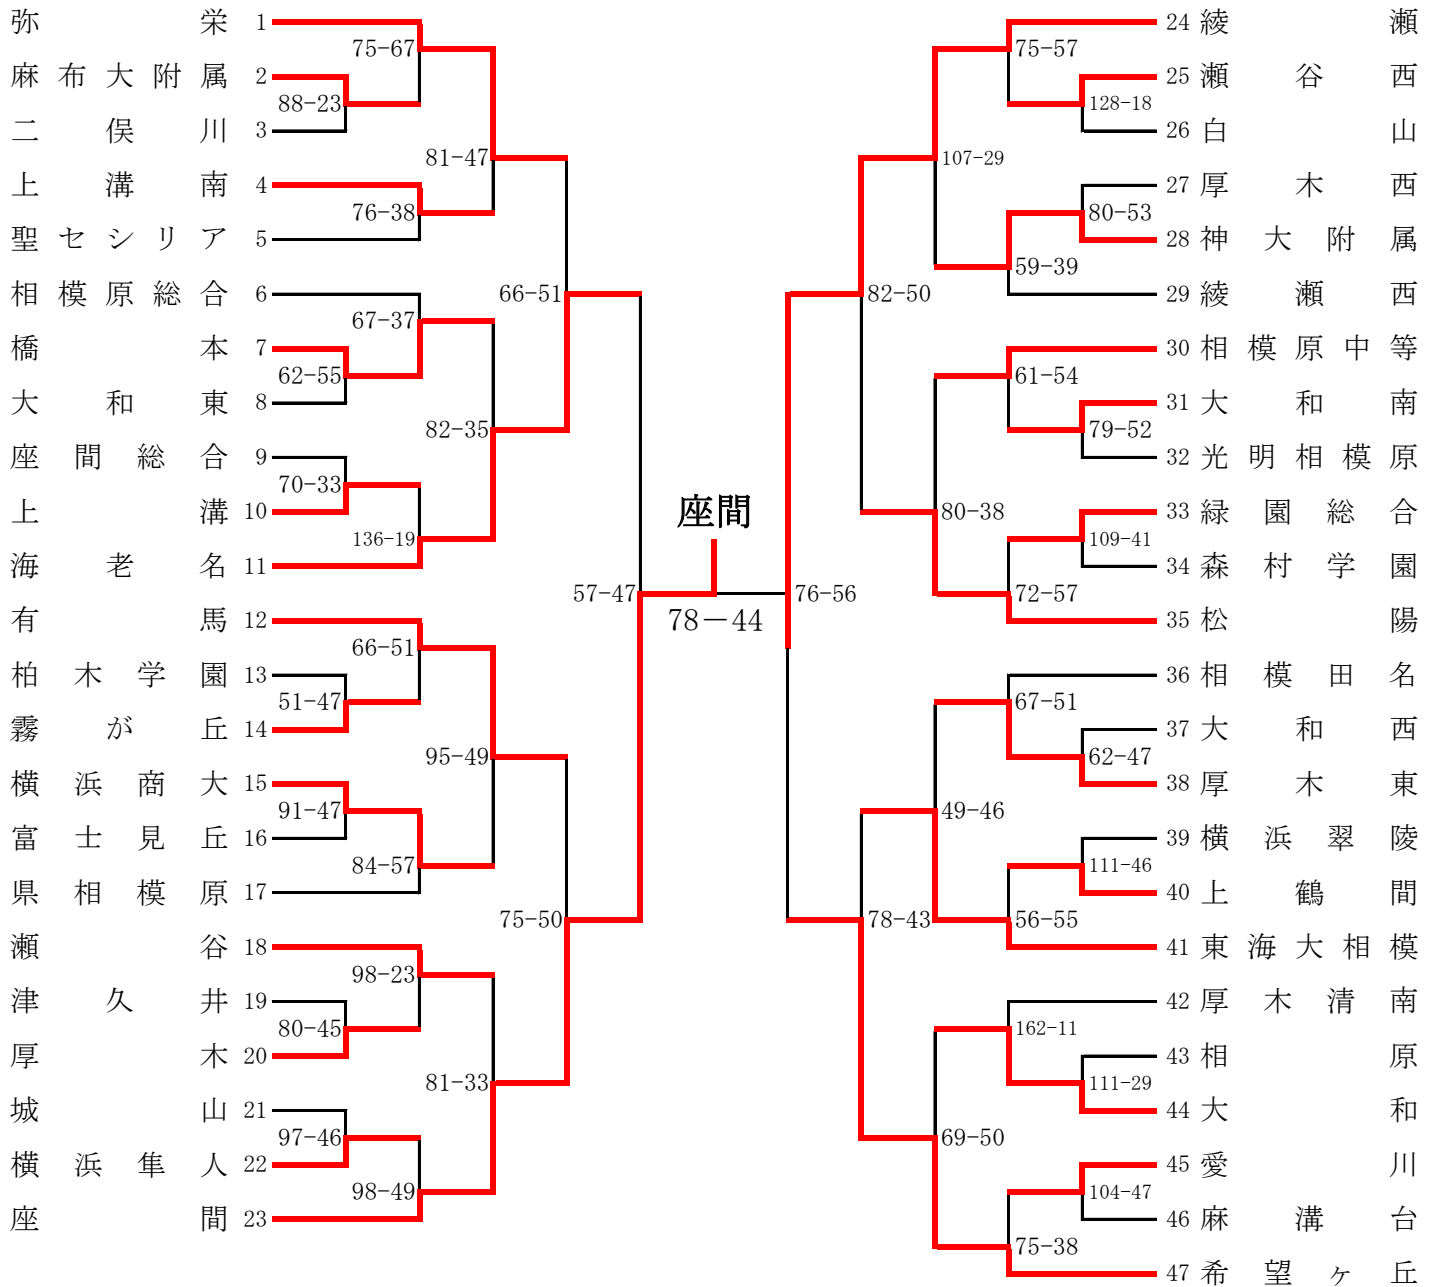 弥栄 1
麻布大附属 2
二俣川 3
上溝南 4
聖セシリア 5
相模原総合 6
橋本 7
大和東 8
座間総合 9
上溝 10
海老名 11
有馬 12
柏木学園 13
霧が丘 14
横浜商大 15
富士見丘 16
県相模原 17
瀬谷 18
津久井 19
厚木 20
城山 21
横浜隼人 22
座間 23
75-67
88-23
81-47
76-38
66-51
67-37
62-55
82-35
70-33
136-19
57-47
66-51
51-47
95-49
91-47
84-57
75-50
98-23
80-45
81-33
97-46
98-49
座間
78-44
76-56
75-57
128-18
107-29
80-53
59-39
82-50
61-54
79-52
80-38
109-41
72-57
67-51
62-47
49-46
111-46
56-55
78-43
162-11
111-29
69-50
104-47
75-38
24 綾瀬
25 瀬谷西
26 白山
27 厚木西
28 神大附属
29 綾瀬西
30 相模原中等
31 大和南
32 光明相模原
33 緑園総合
34 森村学園
35 松陽
36 相模田名
37 大和西
38 厚木東
39 横浜翠陵
40 上鶴間
41 東海大相模
42 厚木清南
43 相原
44 大和
45 愛川
46 麻溝台
47 希望ヶ丘